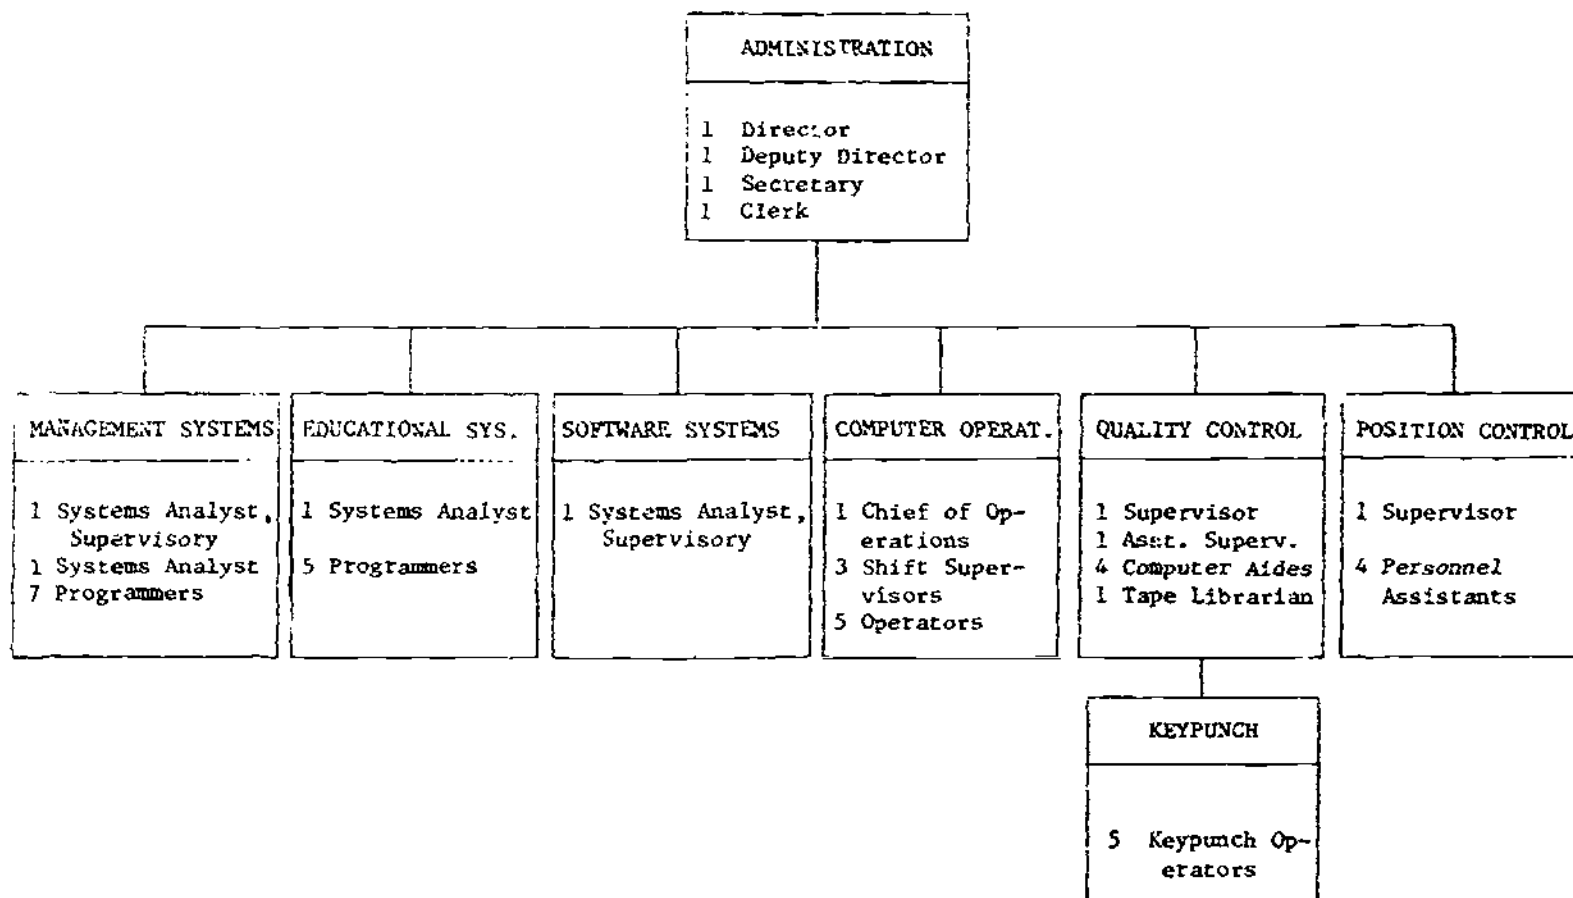 ADMINISTRATION
1 Director
1 Deputy Director
1 Secretary
1 Clerk
MANAGEMENT SYSTEMS
1 Systems Analyst,
Supervisory
1 Systems Analyst
7 Programmers
EDUCATIONAL SYS.
1 Systems Analyst
5 Programmers
SOFTWARE SYSTEMS
1 Systems Analyst,
Supervisory
COMPUTER OPERAT.
1 Chief of Op-
erations
3 Shift Super-
visors
5 Operators
QUALITY CONTROL
1 Supervisor
1 Asst. Superv.
4 Computer Aides
1 Tape Librarian
POSITION CONTROL
1 Supervisor
4 Personnel
Assistants
KEYPUNCH
5 Keypunch Op-
erators